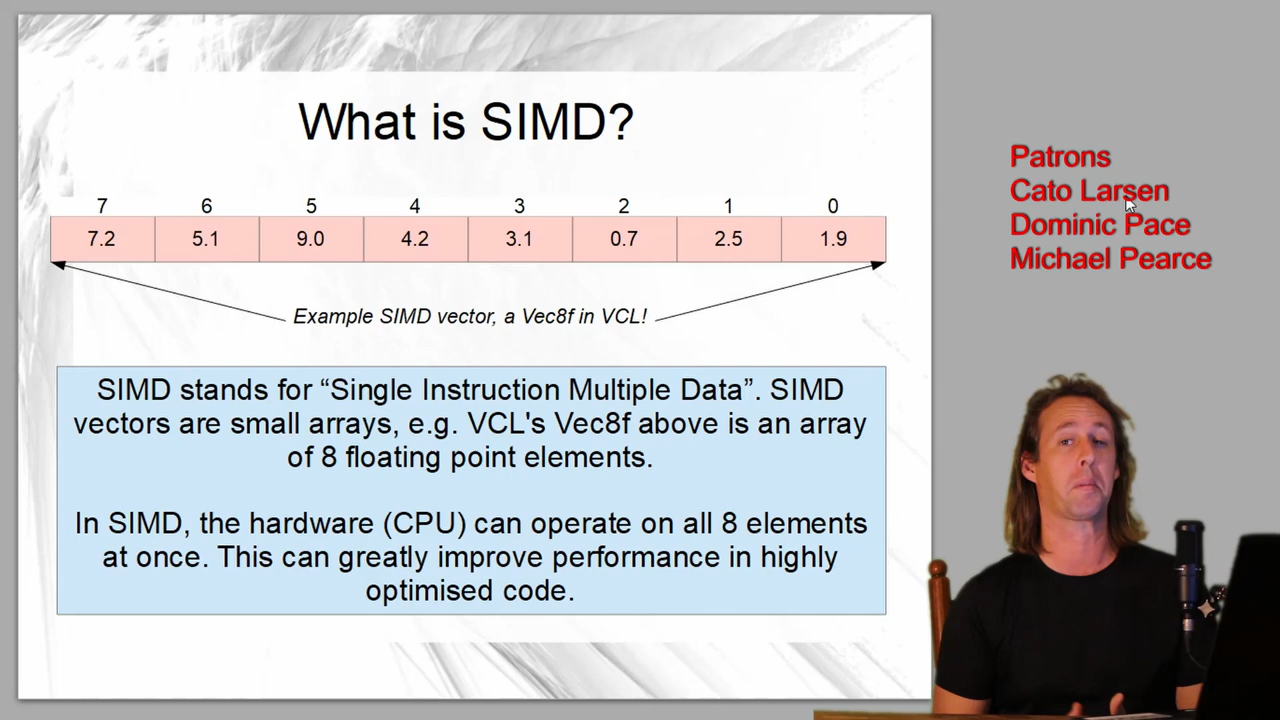 What is SIMD?
7 6 5 4 3 2 1 0
7.2 5.1 9.0 4.2 3.1 0.7 2.5 1.9
Example SIMD vector, a Vec8f in VCL!
SIMD stands for “Single Instruction Multiple Data”. SIMD
vectors are small arrays, e.g. VCL's Vec8f above is an array
of 8 floating point elements.
In SIMD, the hardware (CPU) can operate on all 8 elements
at once. This can greatly improve performance in highly
optimised code.
Patrons
Cato Larsen
Dominic Pace
Michael Pearce